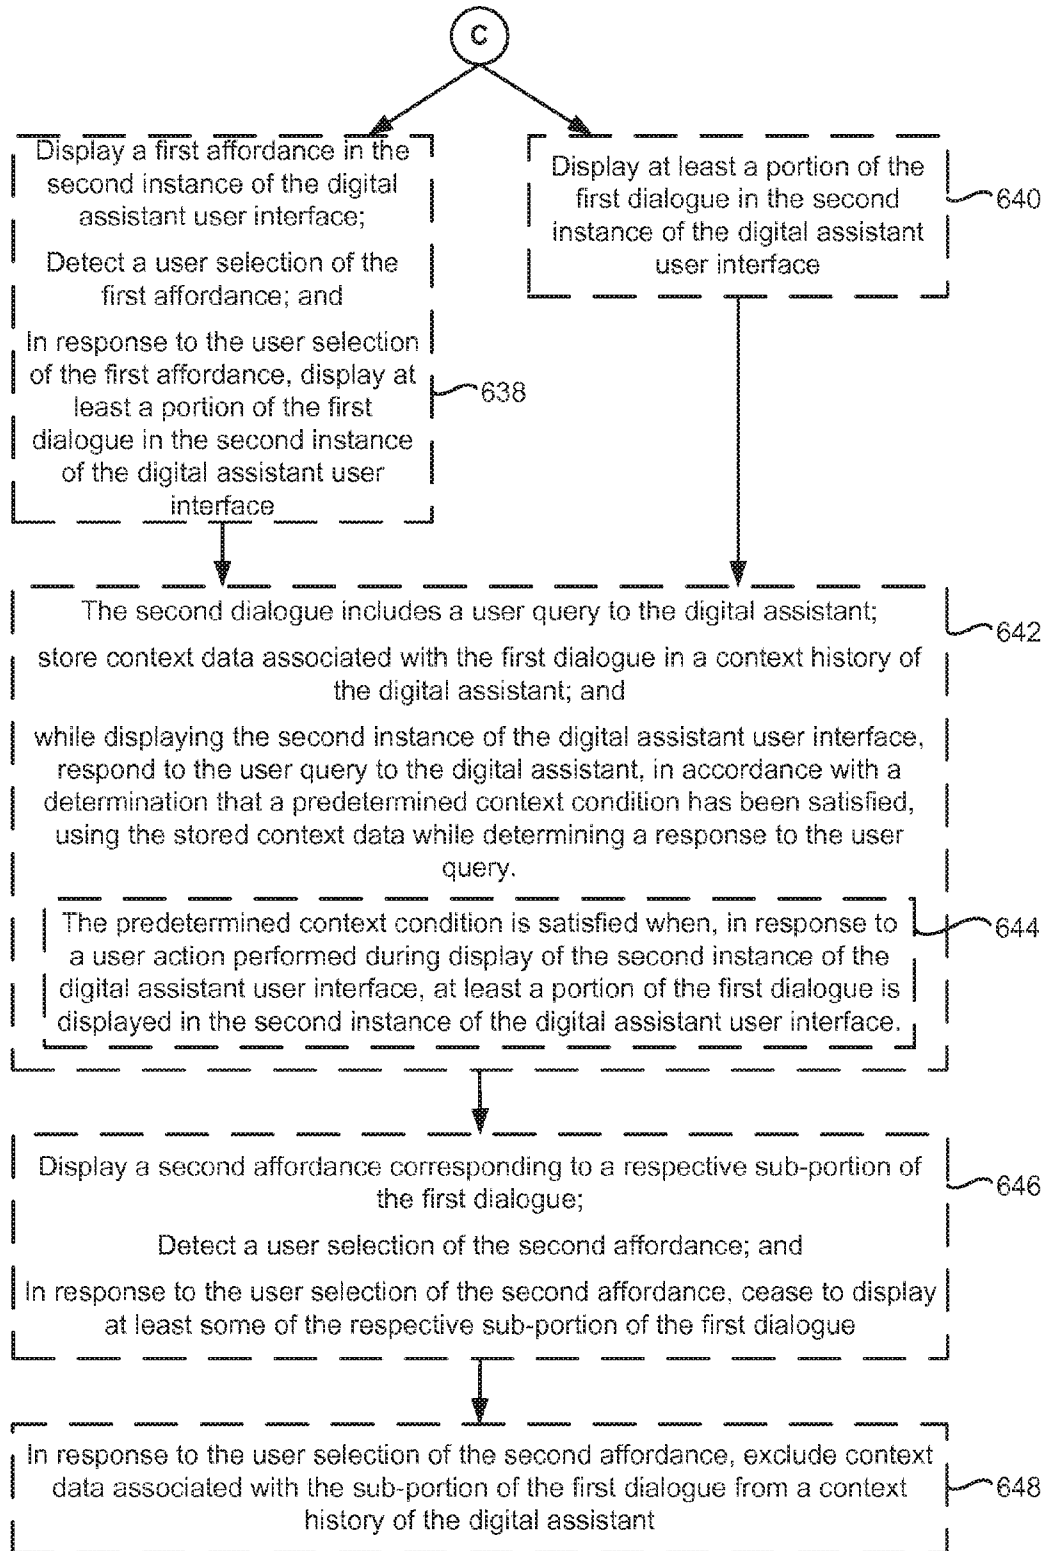 C
Display a first affordance in the
second instance of the digital
assistant user interface;
Detect a user selection of the
first affordance; and
In response to the user selection
of the first affordance, display at
least a portion of the first
dialogue in the second instance
of the digital assistant user
interface
638
Display at least a portion of the
first dialogue in the second
instance of the digital assistant
user interface
640
The second dialogue includes a user query to the digital assistant;
store context data associated with the first dialogue in a context history of
the digital assistant; and
while displaying the second instance of the digital assistant user interface,
respond to the user query to the digital assistant, in accordance with a
determination that a predetermined context condition has been satisfied,
using the stored context data while determining a response to the user
query.
642
The predetermined context condition is satisfied when, in response to
a user action performed during display of the second instance of the
digital assistant user interface, at least a portion of the first dialogue is
displayed in the second instance of the digital assistant user interface.
644
Display a second affordance corresponding to a respective sub-portion of
the first dialogue;
Detect a user selection of the second affordance; and
In response to the user selection of the second affordance, cease to display
at least some of the respective sub-portion of the first dialogue
646
In response to the user selection of the second affordance, exclude context
data associated with the sub-portion of the first dialogue from a context
history of the digital assistant
648